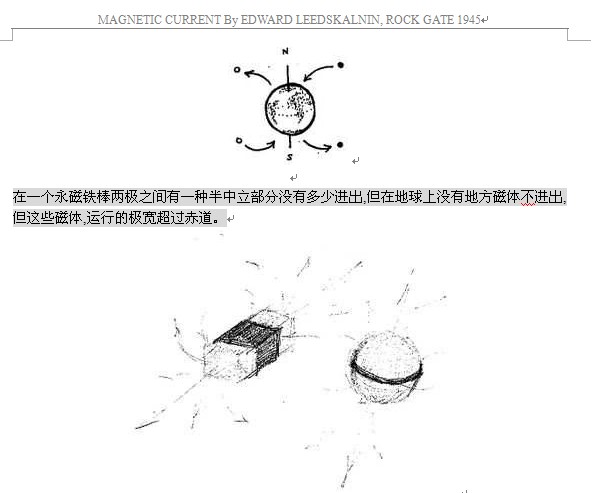 MAGNETIC CURRENT By EDWARD LEEDSKALNIN, ROCK GATE 1945
N
S
在一个永磁铁棒两极之间有一种半中立部分没有多少进出,但在地球上没有地方磁体不进出,
但这些磁体,运行的极宽超过赤道。